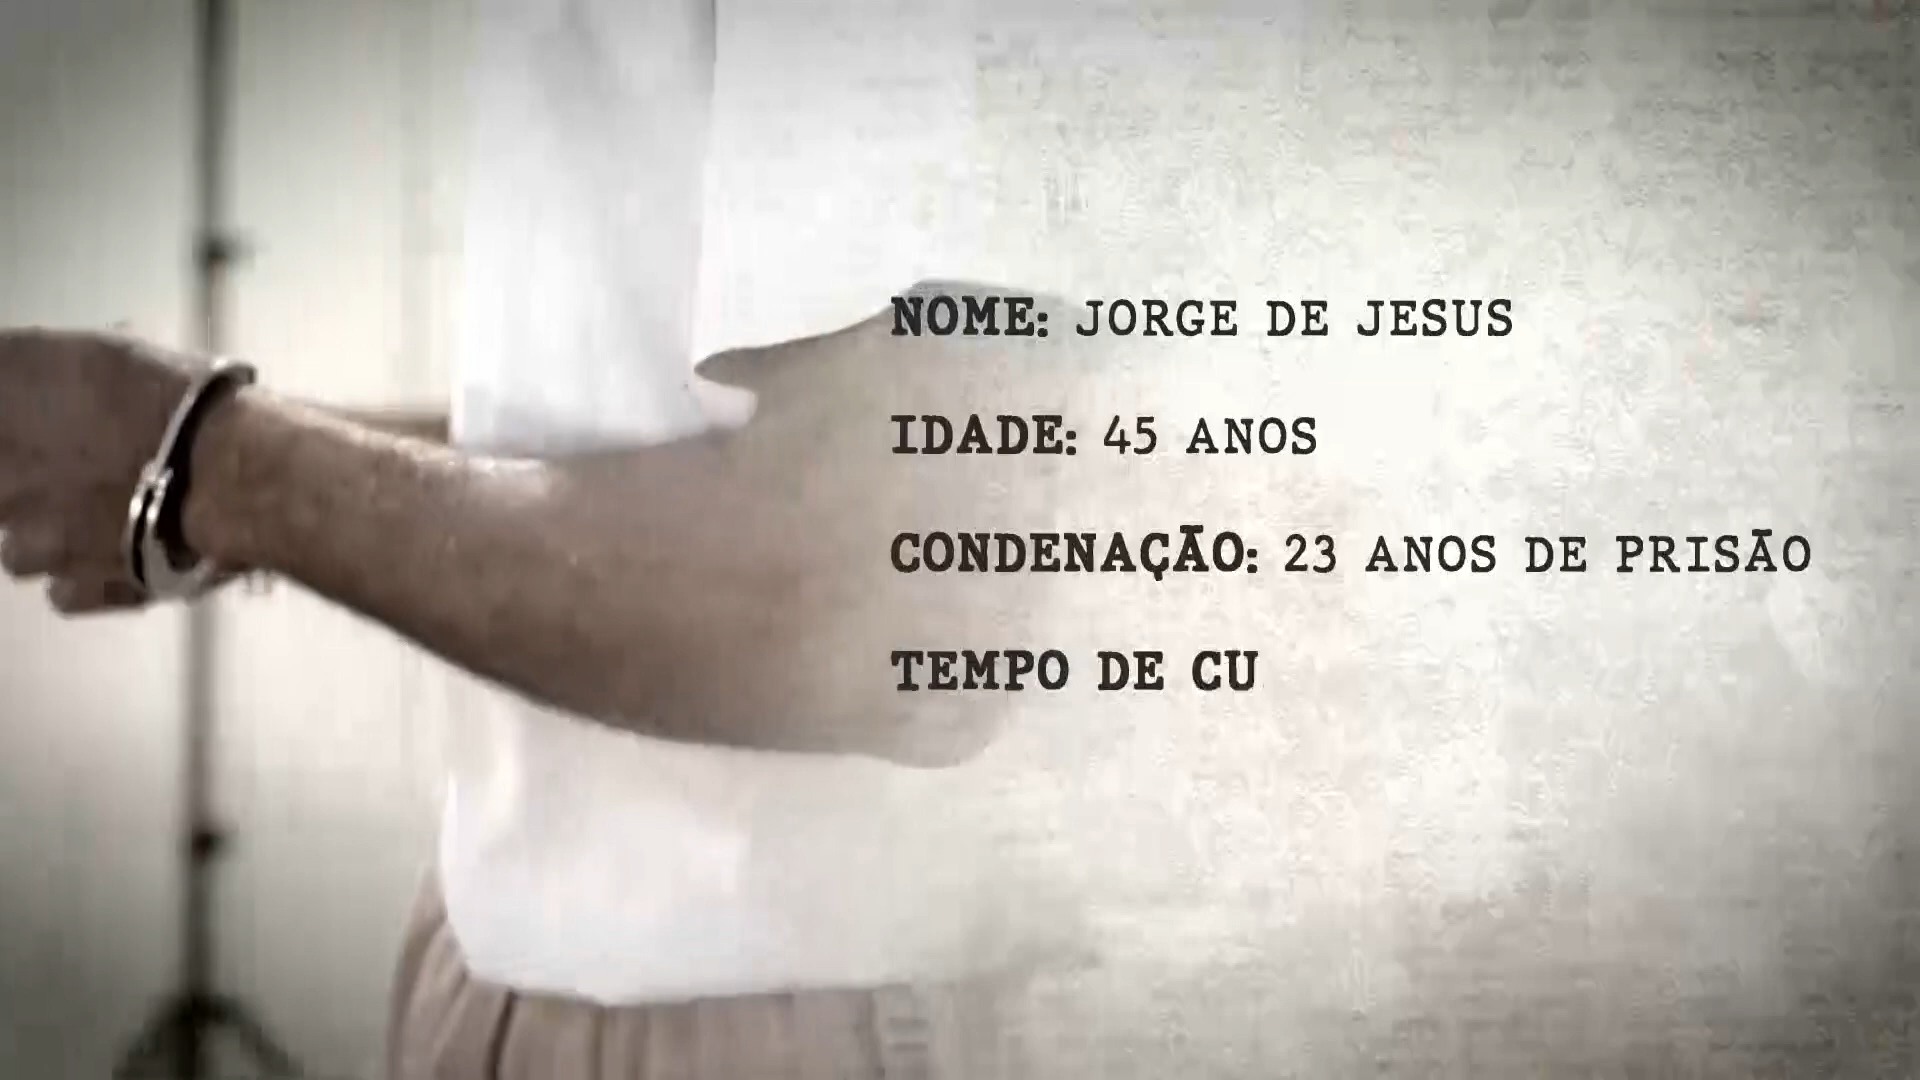 NOME: JORGE DE JESUS
IDADE: 45 ANOS
CONDENAÇÃO: 23 ANOS DE PRISÃO
TEMPO DE CU